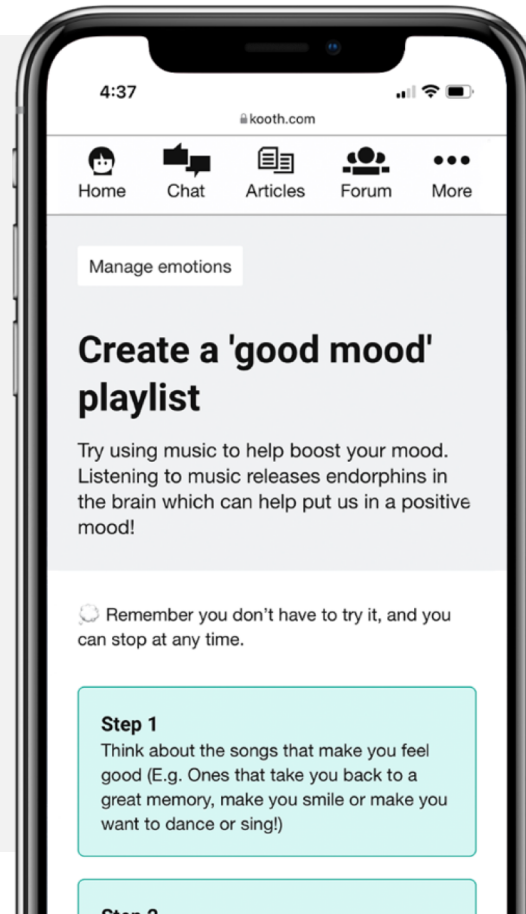 4:37
kooth.com
Home Chat Articles Forum More
Manage emotions
Create a 'good mood'
playlist
Try using music to help boost your mood.
Listening to music releases endorphins in
the brain which can help put us in a positive
mood!
Remember you don't have to try it, and you
can stop at any time.
Step 1
Think about the songs that make you feel
good (E.g. Ones that take you back to a
great memory, make you smile or make you
want to dance or sing!)
Step 2